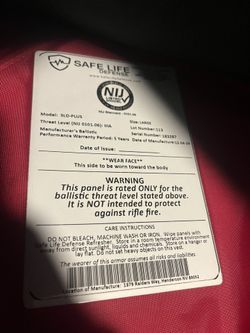 SAFE LIFE
DEFENSE
NIJ
NIJ Standard - 0101.06
Model: SLD-PLUS
Size: LARGE
Threat Level (NIJ 0101.06): IIIA
Lot Number: 113
Manufacturer's Ballistic
Serial Number:
Performance Warranty Period: 5 Years
Date of Manufacture:
Date of Issue:
**WEAR FACE**
This side to be worn toward the body
WARNING
This panel is rated ONLY for the
ballistic threat level stated above.
It is NOT intended to protect
against rifle fire.
CARE INSTRUCTIONS
DO NOT BLEACH, MACHINE WASH OR IRON. Wipe panels with
Safe Life Defense Refresher. Store in a room temperature environment
away from direct sunlight, liquids and chemicals. Store on a hanger or
lay flat. Do not set heavy objects on this vest.
The wearer of this armor assumes all risks and liabilities.
Location of Manufacture: 1975 Raiders Way, Henderson NV 89052